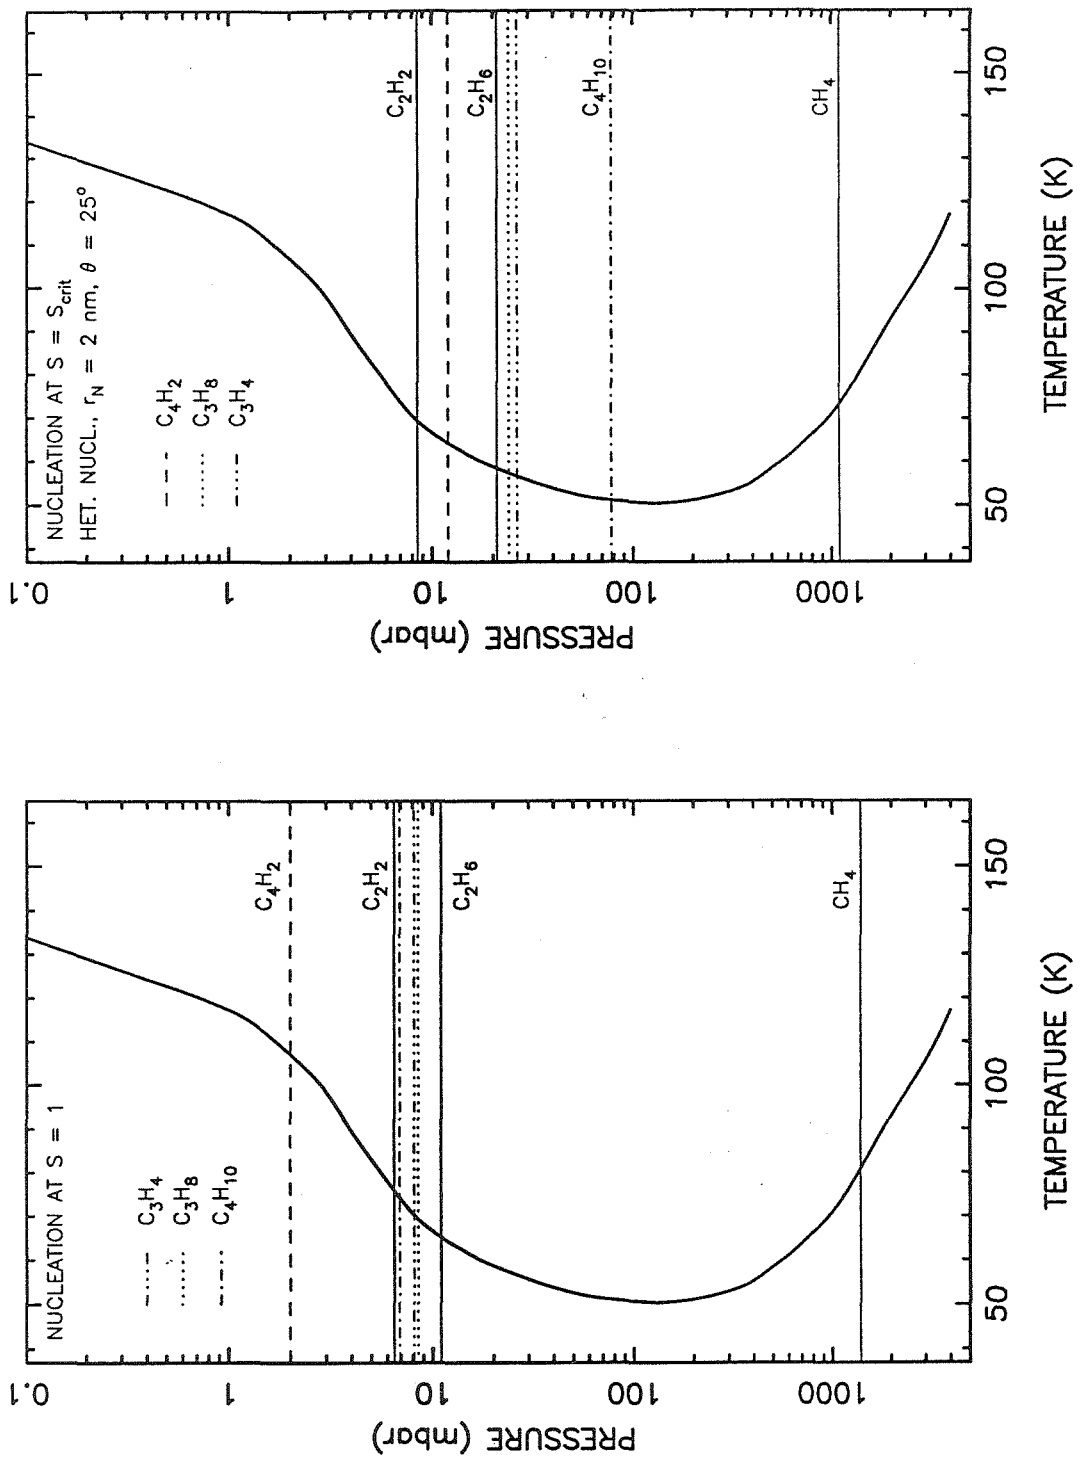 NUCLEATION AT S = S_crit
HET. NUCL., r_N = 2 nm, θ = 25°
C₄H₂
C₃H₈
C₃H₄
C₂H₂
C₂H₆
C₄H₁₀
CH₄
0.1
1
10
100
1000
PRESSURE (mbar)
50
100
150
TEMPERATURE (K)
NUCLEATION AT S = 1
C₃H₄
C₃H₈
C₄H₁₀
C₄H₂
C₂H₂
C₂H₆
CH₄
0.1
1
10
100
1000
PRESSURE (mbar)
50
100
150
TEMPERATURE (K)